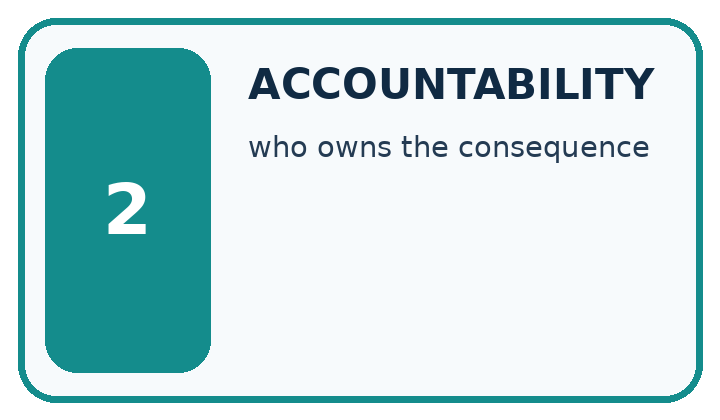 2
ACCOUNTABILITY
who owns the consequence